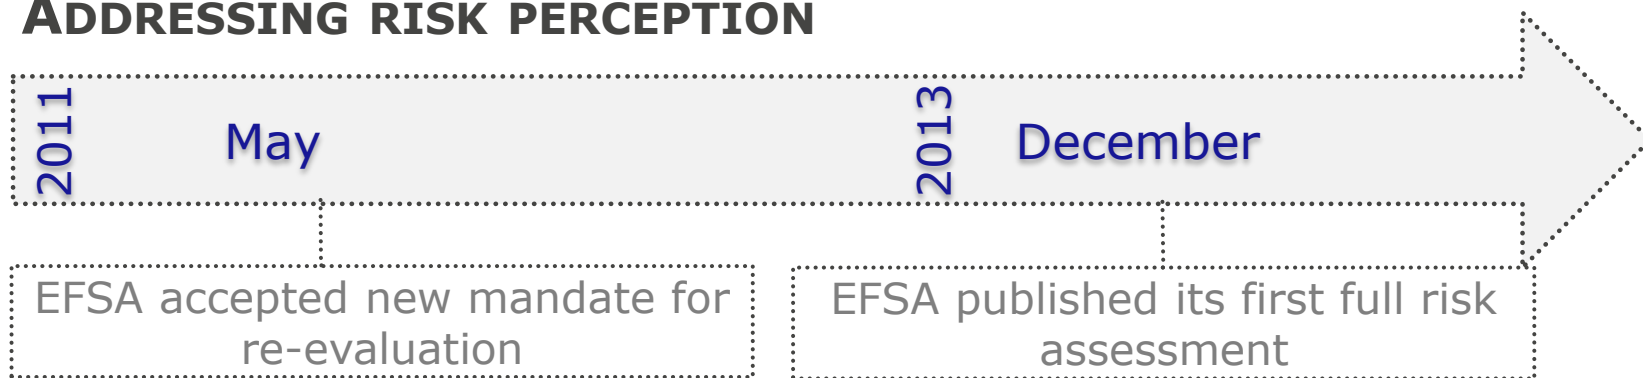 ADDRESSING RISK PERCEPTION
2011
May
2013
December
EFSA accepted new mandate for
re-evaluation
EFSA published its first full risk
assessment